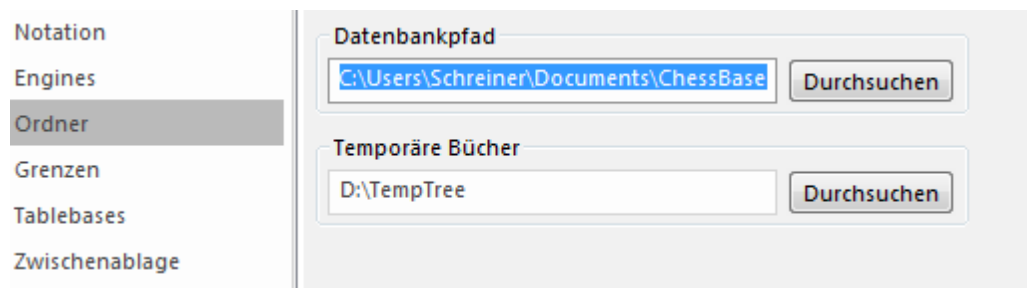 Notation
Engines
Ordner
Grenzen
Tablebases
Zwischenablage
Datenbankpfad
C:\Users\Schreiner\Documents\ChessBase
Durchsuchen
Temporäre Bücher
D:\TempTree
Durchsuchen